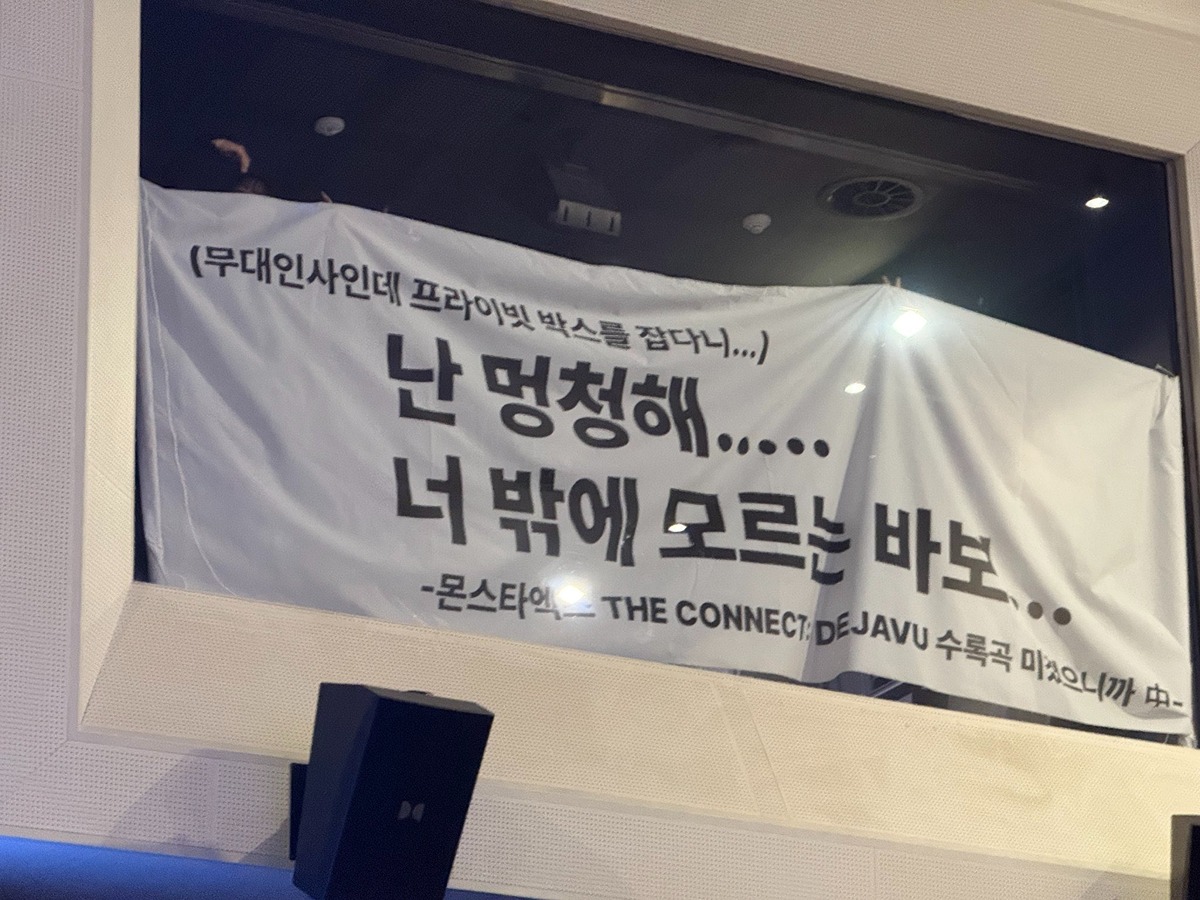 (무대인사인데 프라이빗 박스를 잡다니...)
난 멍청해.....
너 밖에 모르는 바보...
-몬스타엑스 THE CONNECT: DEJAVU 수록곡 미쳤으니까 中-